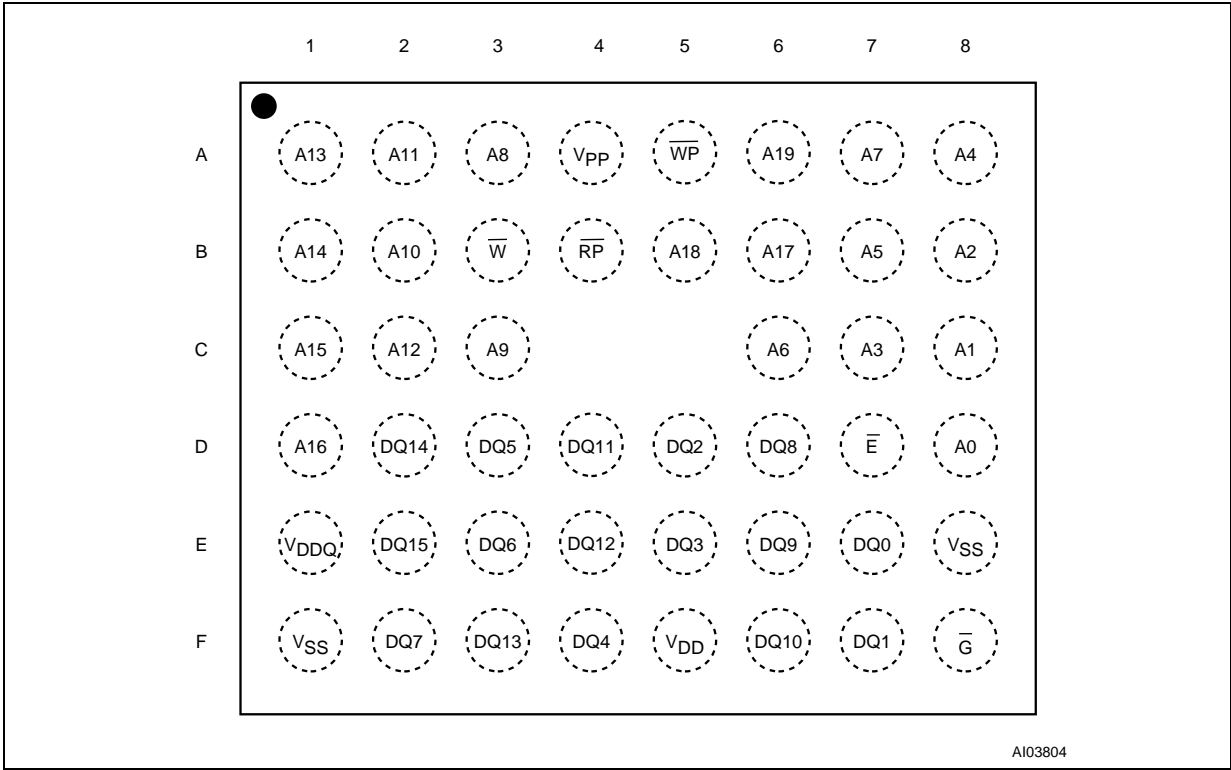 1 2 3 4 5 6 7 8
A A13 A11 A8 VPP W̅P̅ A19 A7 A4
B A14 A10 W̅ R̅P̅ A18 A17 A5 A2
C A15 A12 A9 A6 A3 A1
D A16 DQ14 DQ5 DQ11 DQ2 DQ8 E̅ A0
E VDDQ DQ15 DQ6 DQ12 DQ3 DQ9 DQ0 VSS
F VSS DQ7 DQ13 DQ4 VDD DQ10 DQ1 G̅
AI03804